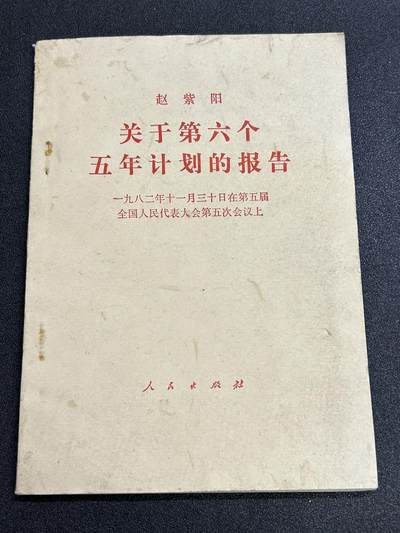 赵紫阳
关于第六个
五年计划的报告
一九八二年十一月三十日在第五届
全国人民代表大会第五次会议上
人民出版社